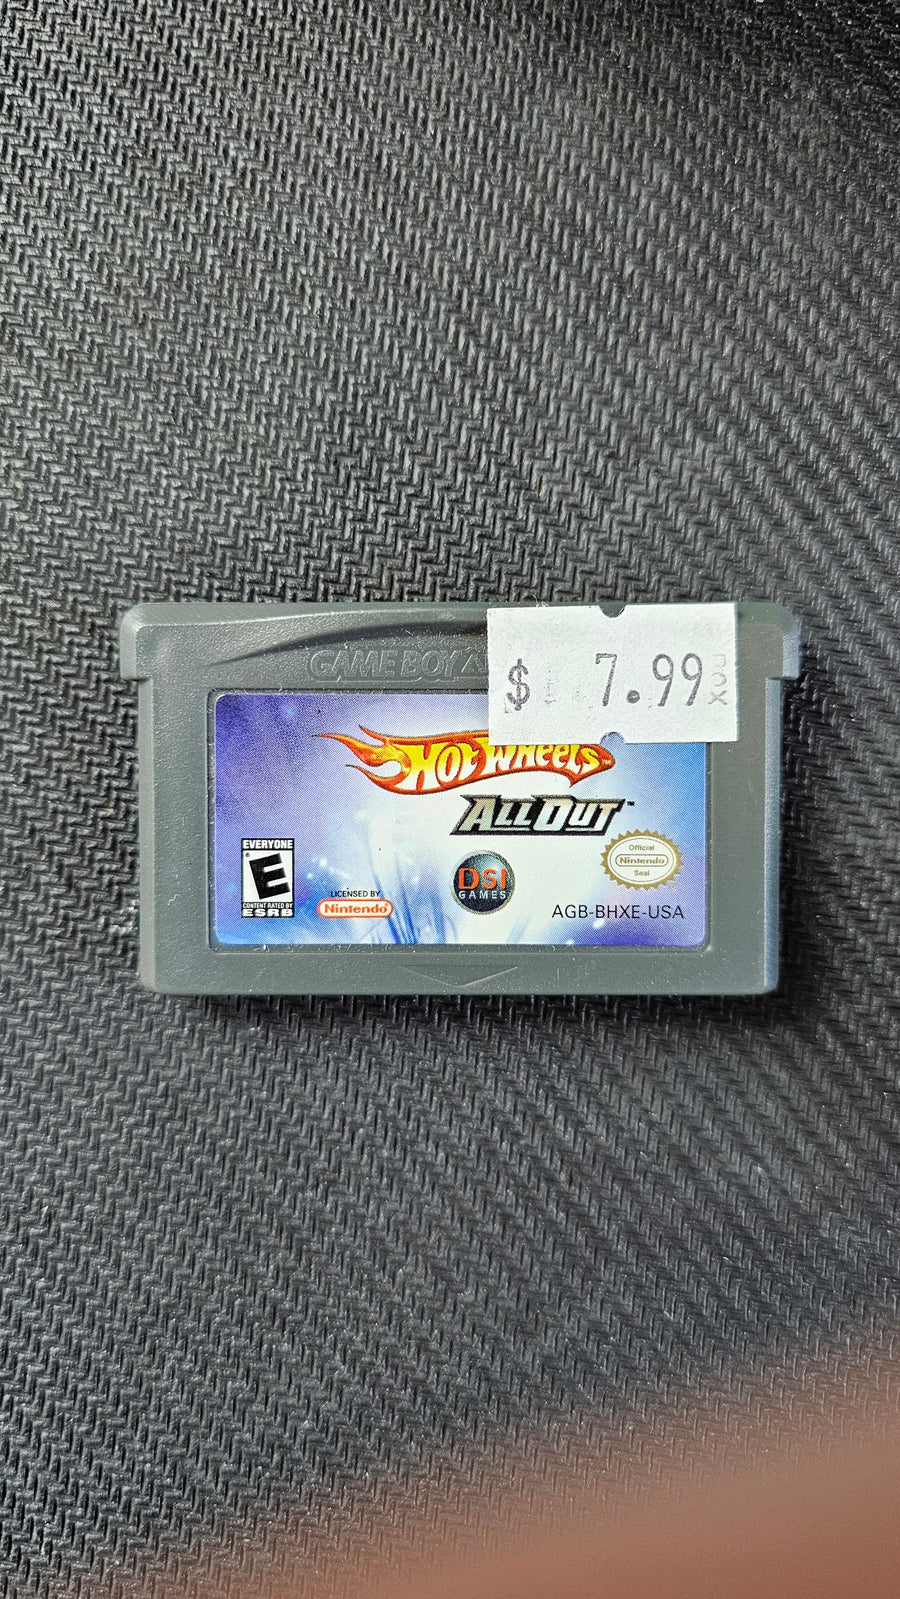 GAME BOY A
$ 7.99
BOX
HOT WHEELS
ALL OUT™
EVERYONE
E
CONTENT RATED BY
ESRB
LICENSED BY
Nintendo®
DSI
GAMES
Official
Nintendo
Seal
AGB-BHXE-USA